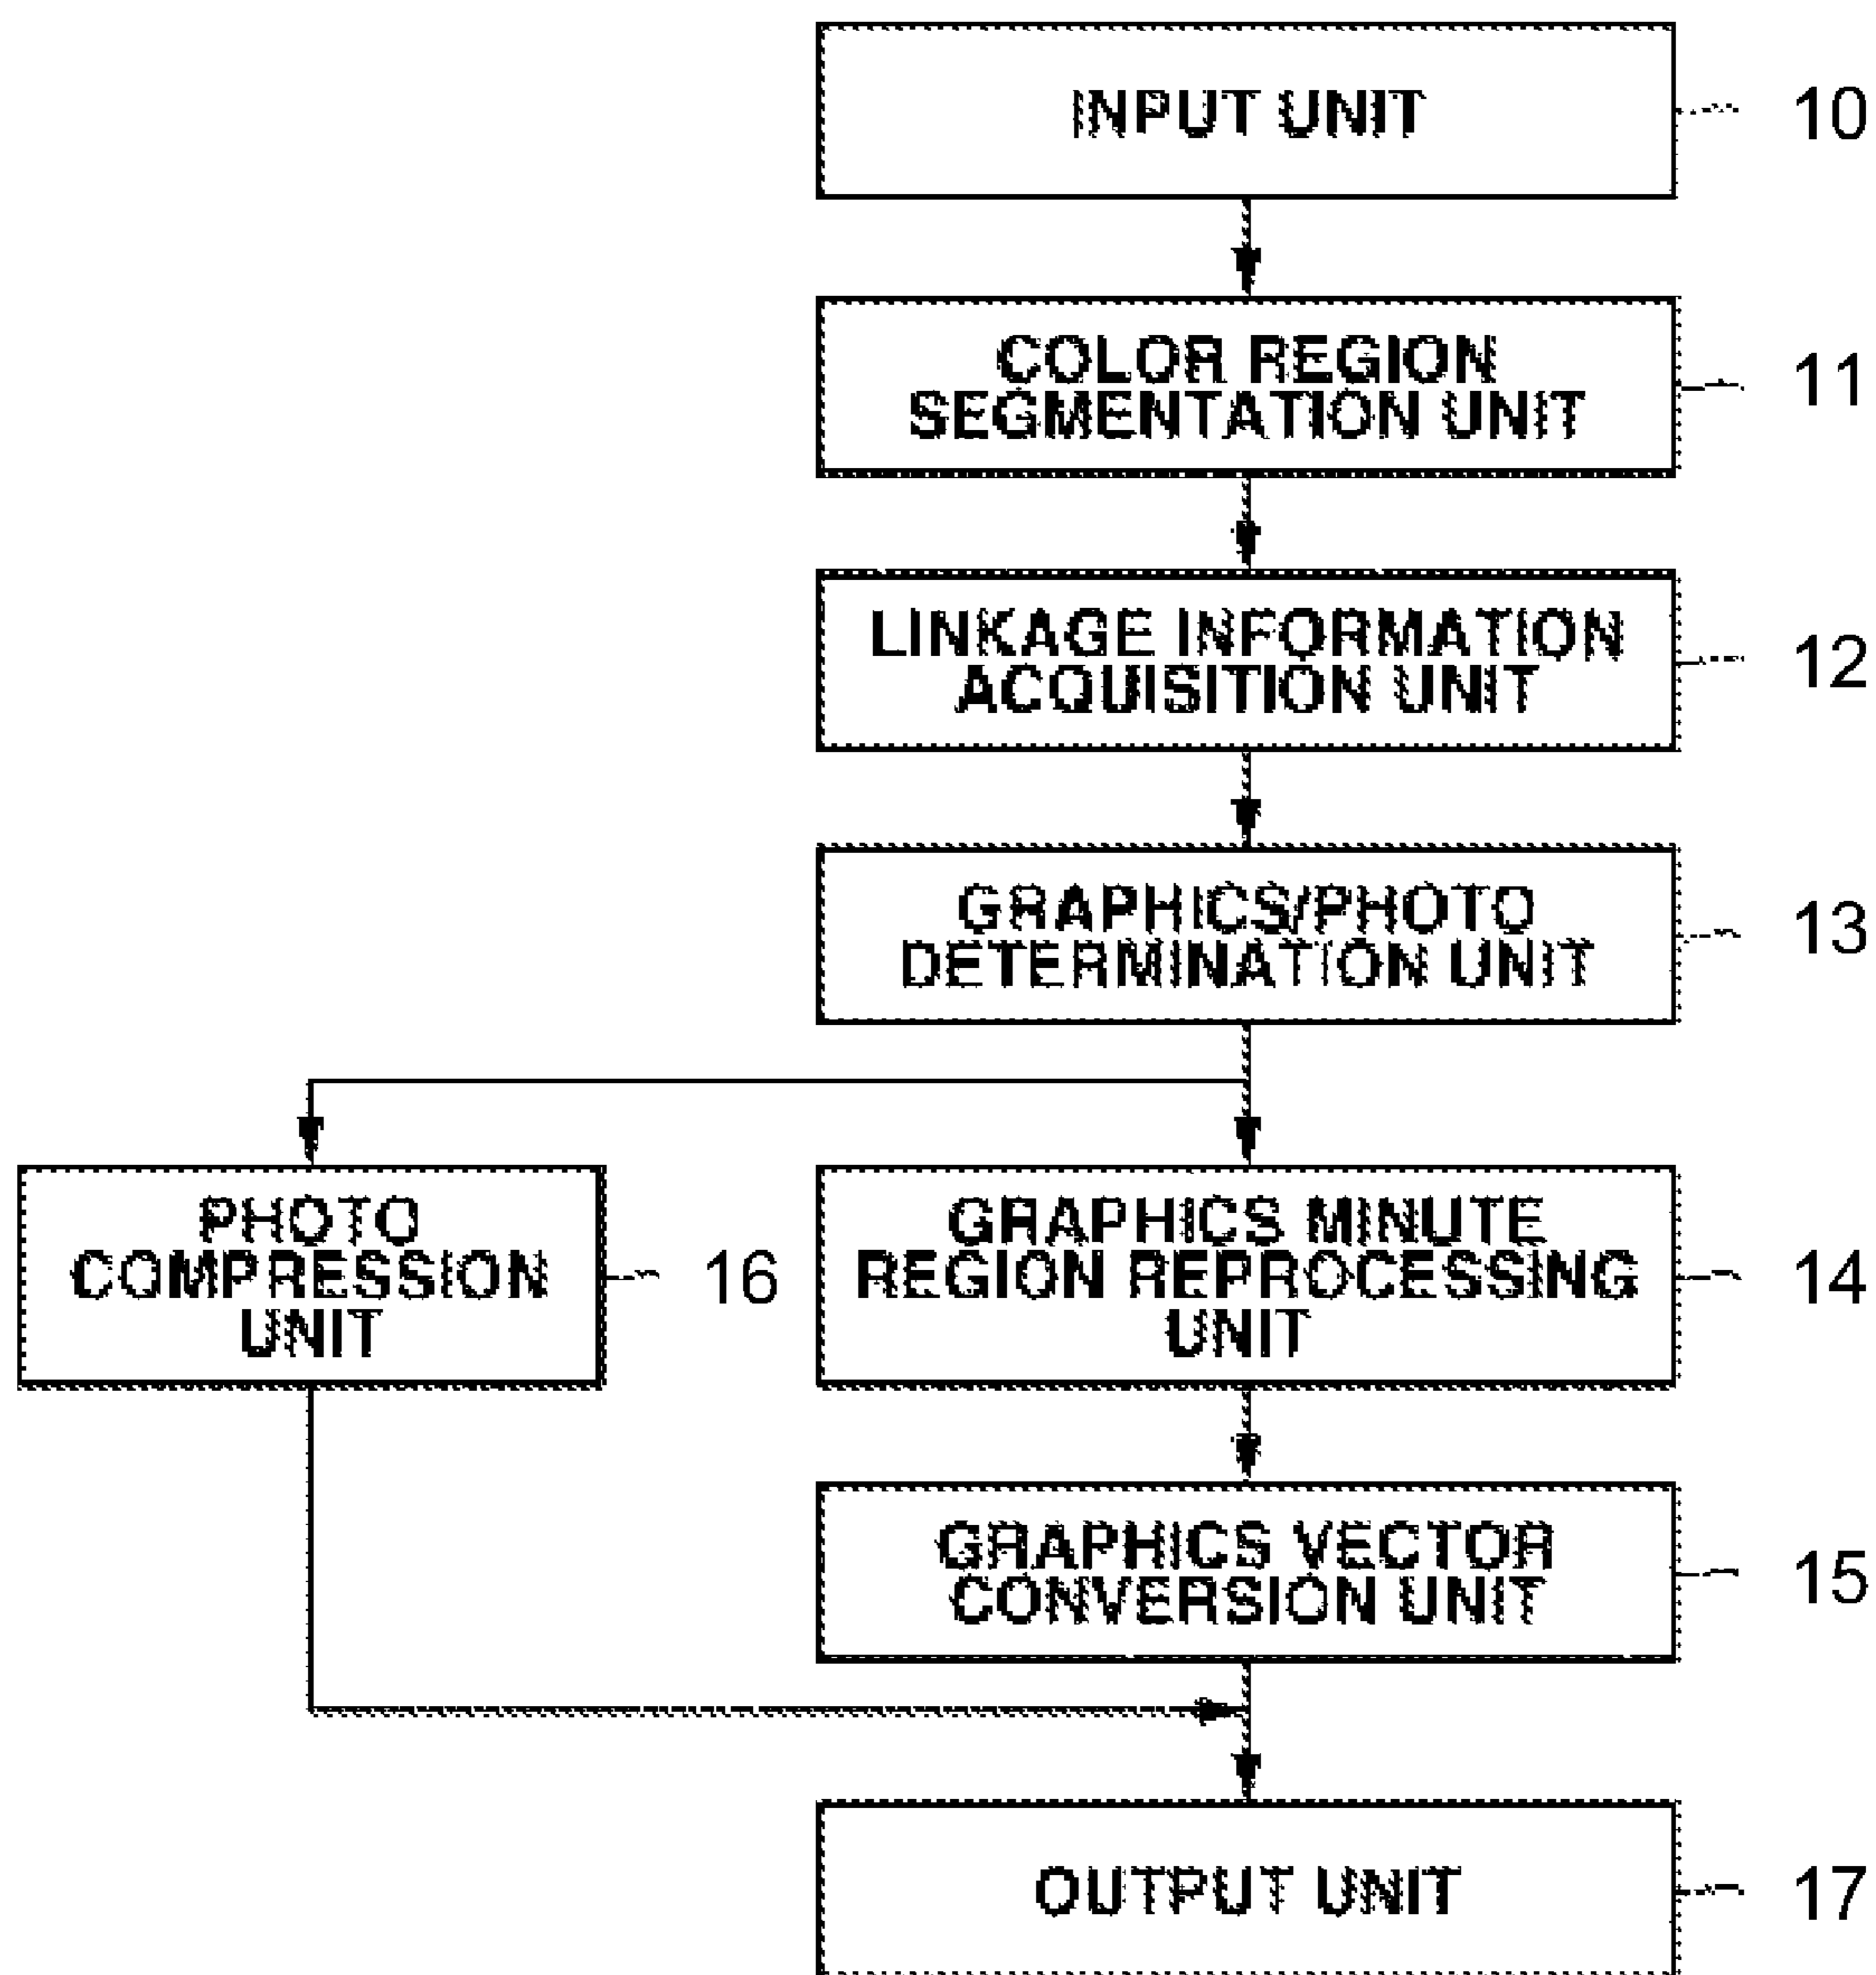 INPUT UNIT
10
COLOR REGION
SEGMENTATION UNIT
11
LINKAGE INFORMATION
ACQUISITION UNIT
12
GRAPHICS/PHOTO
DETERMINATION UNIT
13
PHOTO
COMPRESSION
UNIT
16
GRAPHICS MINUTE
REGION REPROCESSING
UNIT
14
GRAPHICS VECTOR
CONVERSION UNIT
15
OUTPUT UNIT
17